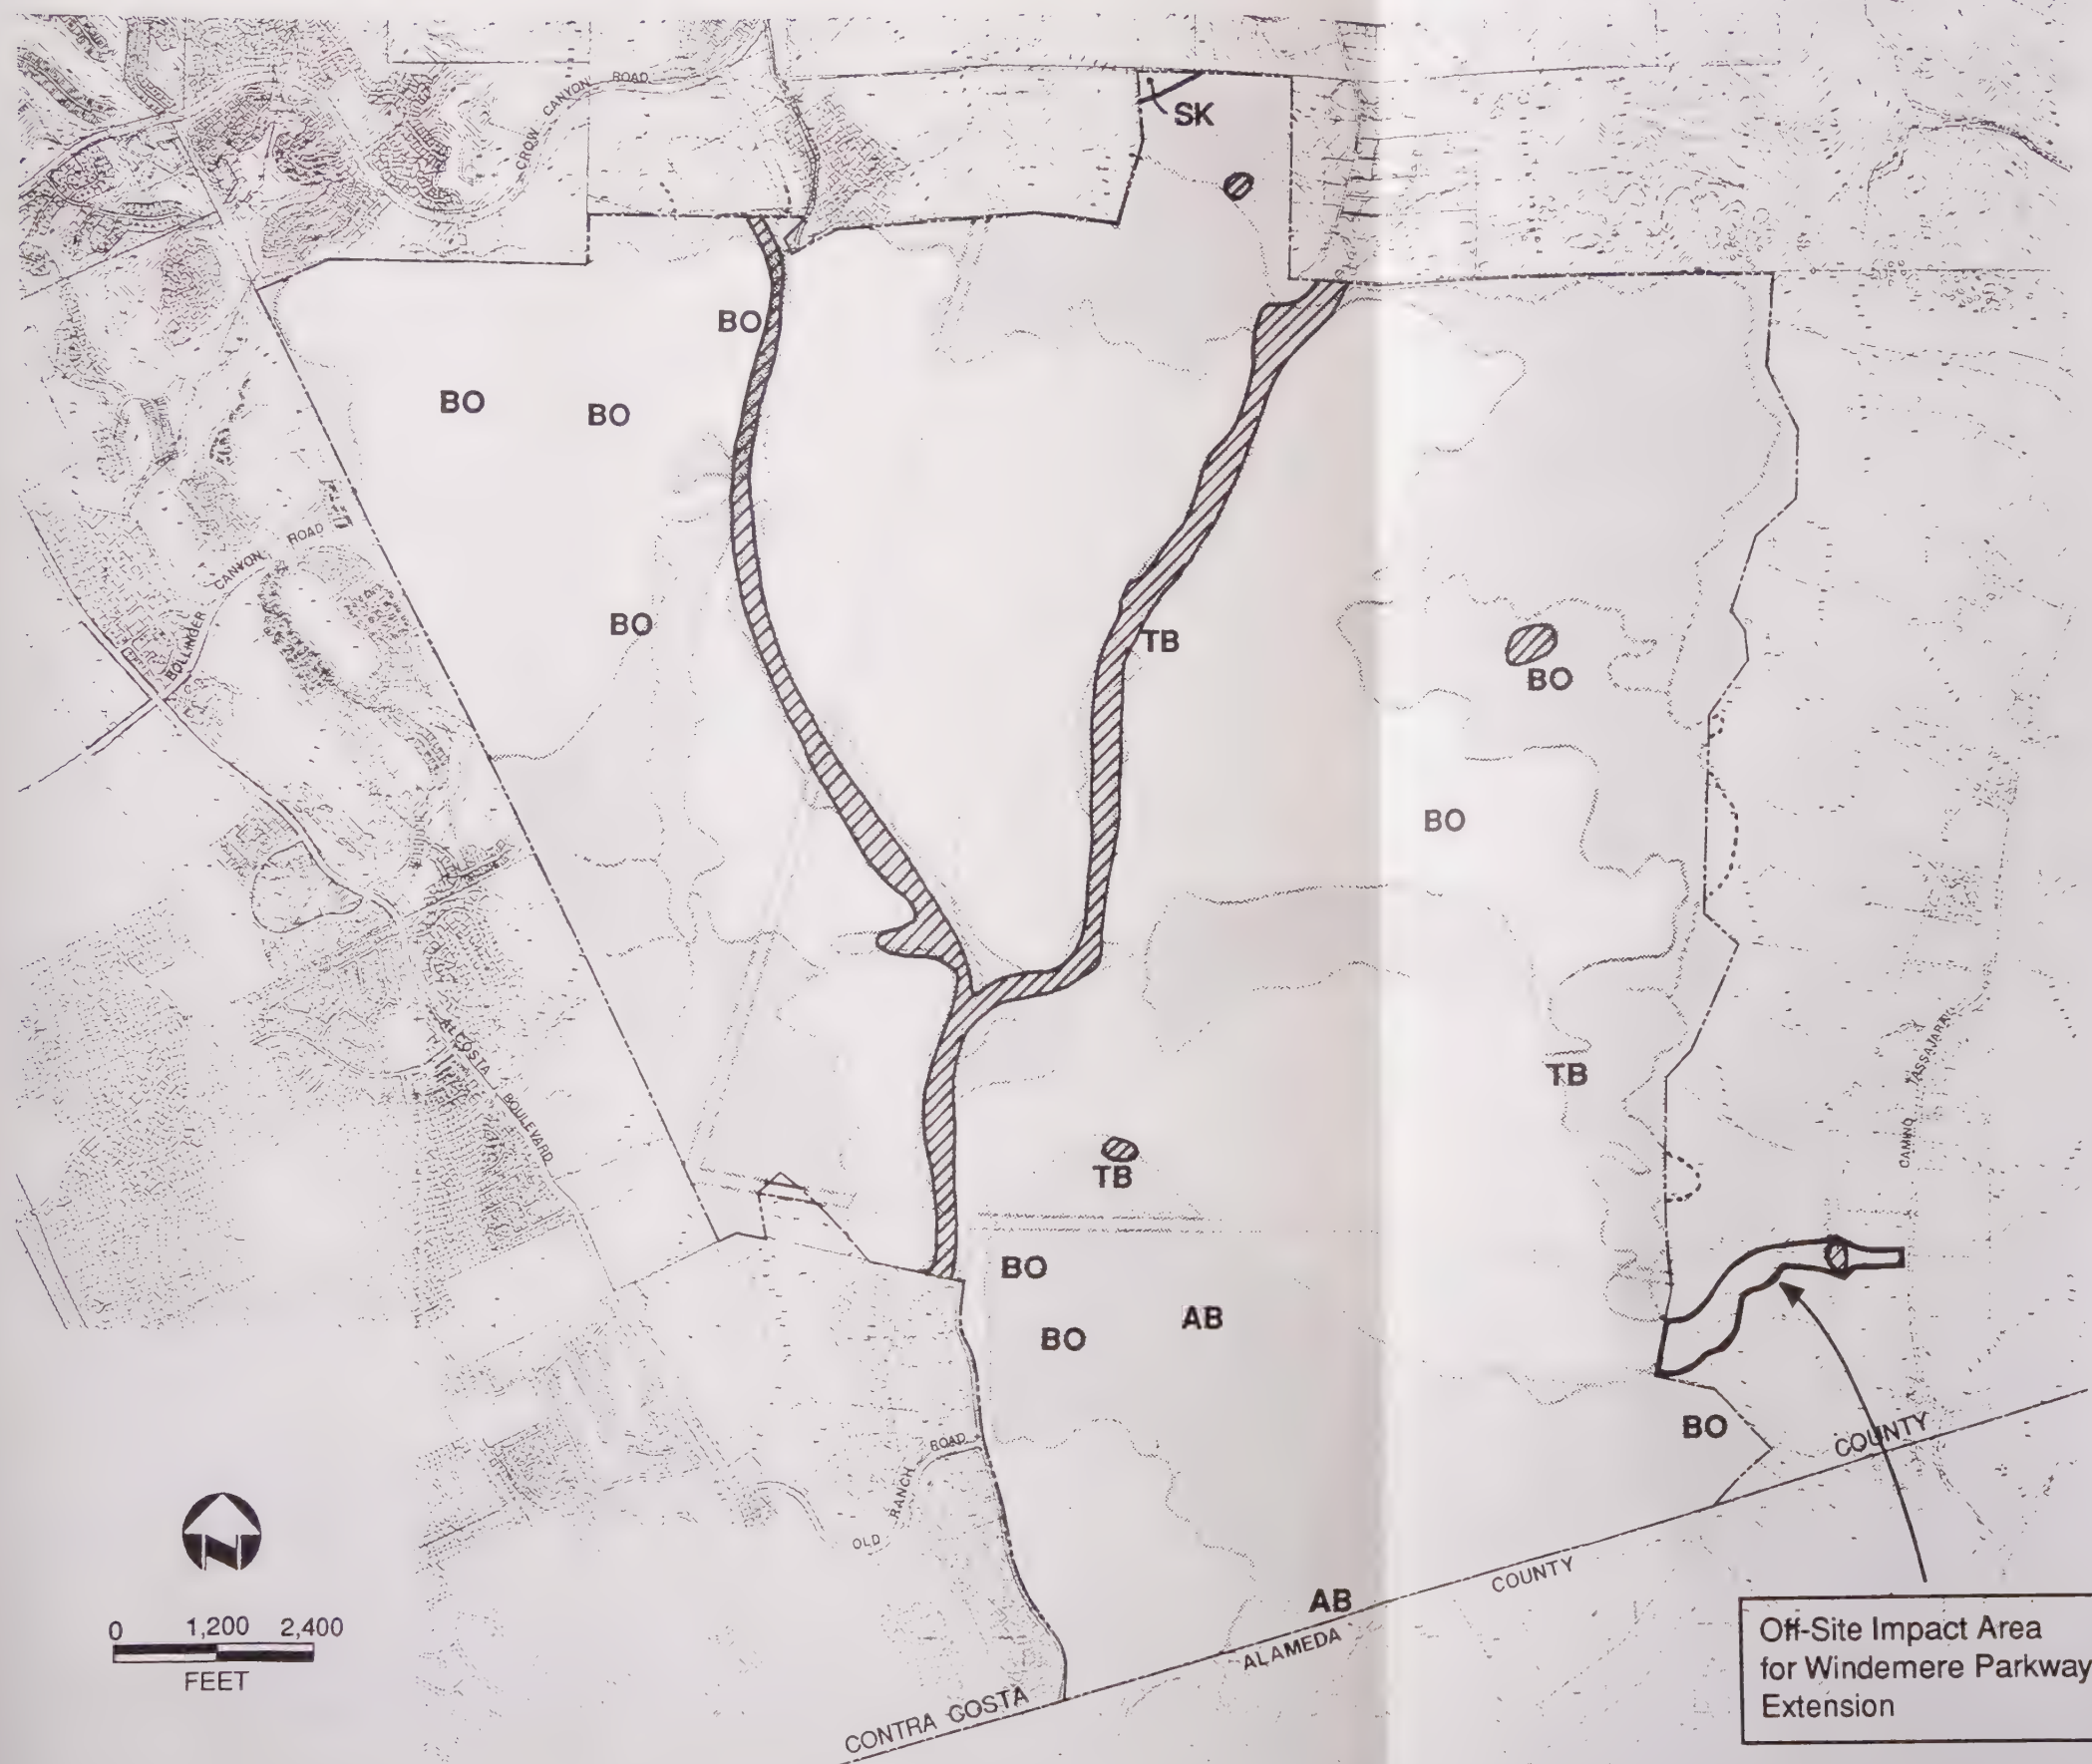 CROW CANYON ROAD
SK
BO
BO
BO
BOLLINGER CANYON ROAD
BO
TB
BO
BO
ALCOSTA BOULEVARD
TB
CAMINO TASSAJARA
TB
BO
AB
BO
BO
COUNTY
OLD RANCH ROAD
N
COUNTY
AB
ALAMEDA
CONTRA COSTA
0 1,200 2,400
FEET
Off-Site Impact Area
for Windemere Parkway
Extension